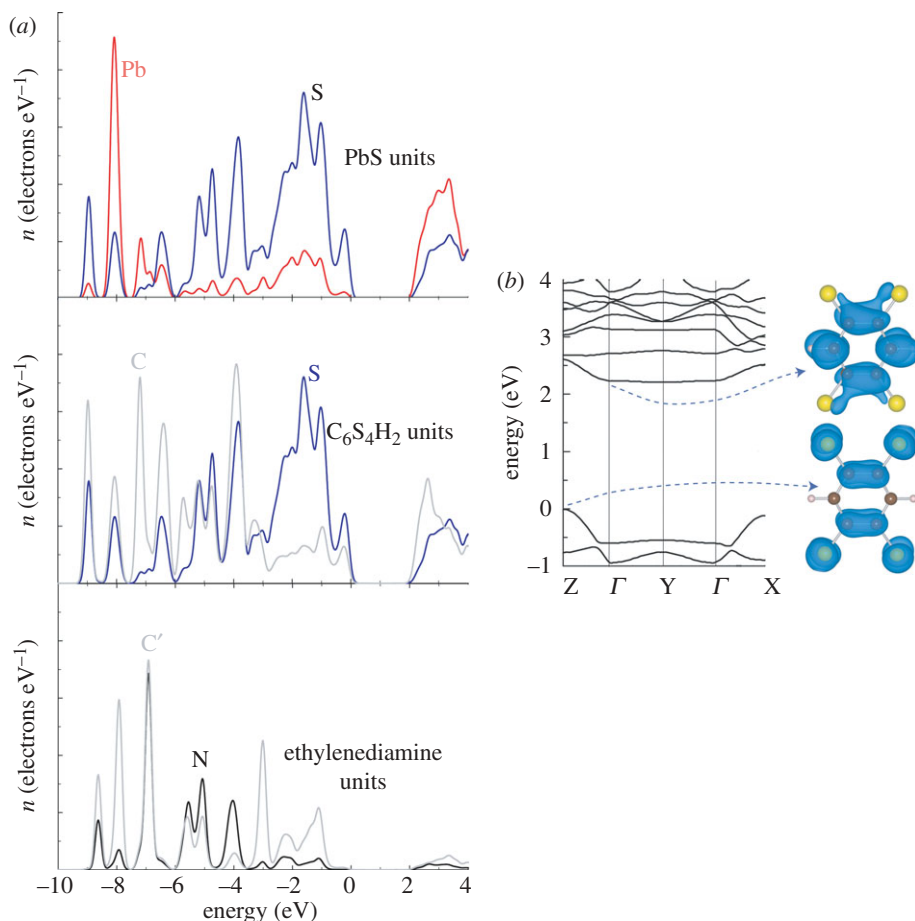 (a)
n (electrons eV⁻¹)
Pb
S
PbS units
n (electrons eV⁻¹)
C
S
C₆S₄H₂ units
n (electrons eV⁻¹)
C′
N
ethylenediamine
units
−10 −8 −6 −4 −2 0 2 4
energy (eV)
(b)
energy (eV)
4
3
2
1
0
−1
Z Γ Y Γ X